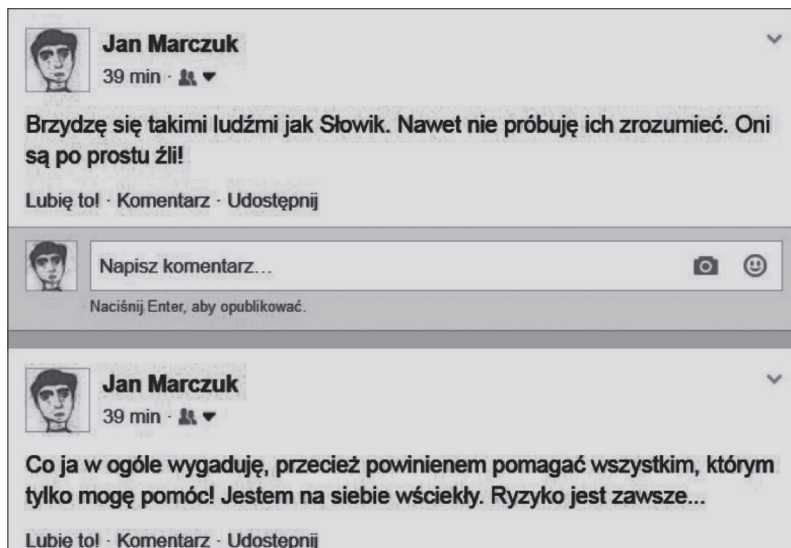 Jan Marczuk
39 min ·
Brzydzę się takimi ludźmi jak Słowik. Nawet nie próbuję ich zrozumieć. Oni
są po prostu źli!
Lubię to! · Komentarz · Udostępnij
Napisz komentarz...
Naciśnij Enter, aby opublikować.
Jan Marczuk
39 min ·
Co ja w ogóle wygaduję, przecież powinienem pomagać wszystkim, którym
tylko mogę pomóc! Jestem na siebie wściekły. Ryzyko jest zawsze...
Lubię to! · Komentarz · Udostępnij